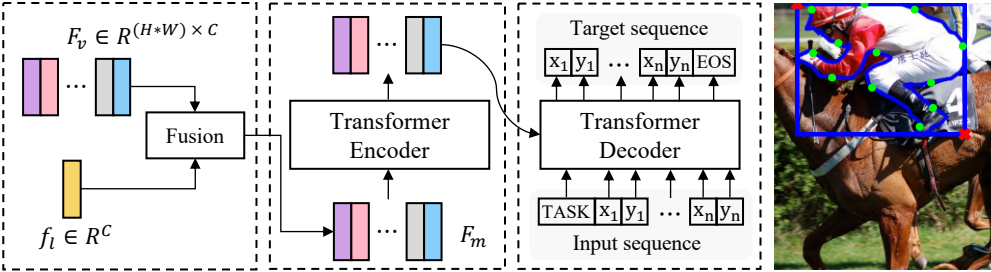 F_v ∈ R^{(H*W) × C}
...
Fusion
f_l ∈ R^C
...
Transformer
Encoder
...
F_m
Target sequence
x_1 y_1 ... x_n y_n EOS
Transformer
Decoder
TASK x_1 y_1 ... x_n y_n
Input sequence
4